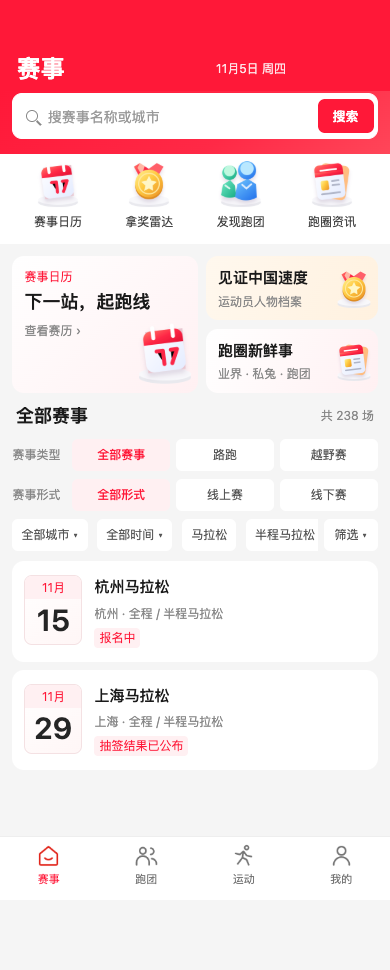 赛事
11月5日 周四
搜赛事名称或城市
搜索
赛事日历
拿奖雷达
发现跑团
跑圈资讯
赛事日历
下一站，起跑线
查看赛历 ›
见证中国速度
运动员人物档案
跑圈新鲜事
业界 · 私兔 · 跑团
全部赛事
共 238 场
赛事类型
全部赛事
路跑
越野赛
赛事形式
全部形式
线上赛
线下赛
全部城市 ▾
全部时间 ▾
马拉松
半程马拉松
筛选 ▾
11月
15
杭州马拉松
杭州 · 全程 / 半程马拉松
报名中
11月
29
上海马拉松
上海 · 全程 / 半程马拉松
抽签结果已公布
赛事
跑团
运动
我的